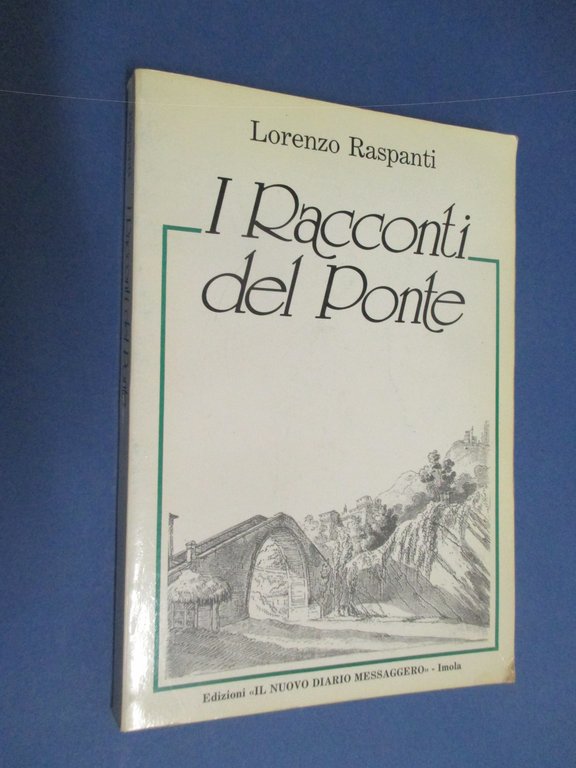 Lorenzo Raspanti
I Racconti
del Ponte
Edizioni «IL NUOVO DIARIO MESSAGGERO» - Imola